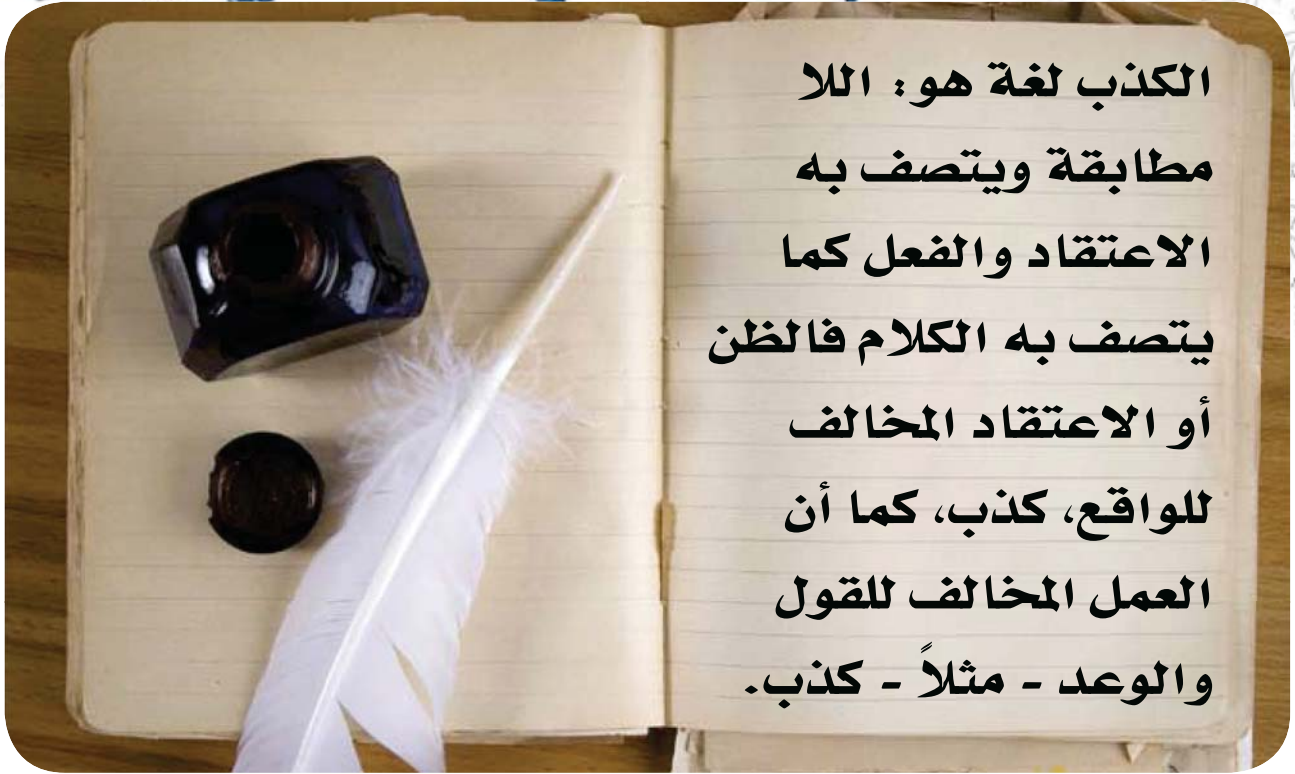 الكذب لغة هو: اللا
مطابقة ويتصف به
الاعتقاد والفعل كما
يتصف به الكلام فالظن
أو الاعتقاد المخالف
للواقع، كذب، كما أن
العمل المخالف للقول
والوعد - مثلاً - كذب.